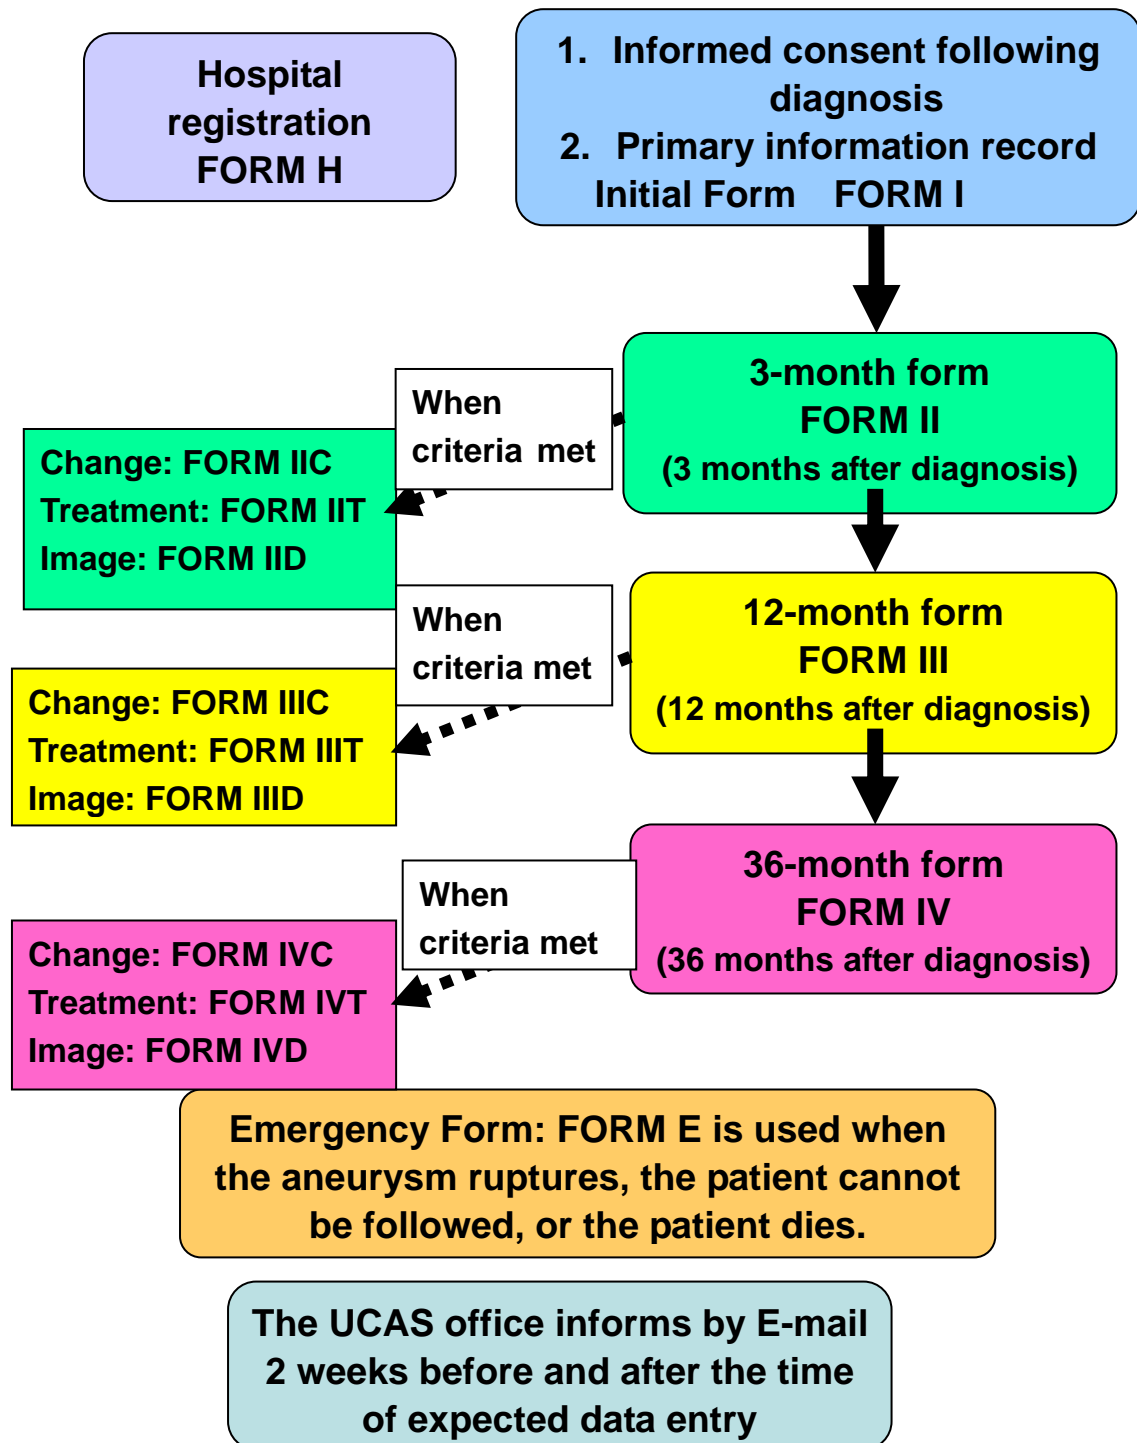 Hospital
registration
FORM H
1. Informed consent following
diagnosis
2. Primary information record
Initial Form FORM I
3-month form
FORM II
(3 months after diagnosis)
When
criteria met
Change: FORM IIC
Treatment: FORM IIT
Image: FORM IID
12-month form
FORM III
(12 months after diagnosis)
When
criteria met
Change: FORM IIIC
Treatment: FORM IIIT
Image: FORM IIID
36-month form
FORM IV
(36 months after diagnosis)
When
criteria met
Change: FORM IVC
Treatment: FORM IVT
Image: FORM IVD
Emergency Form: FORM E is used when
the aneurysm ruptures, the patient cannot
be followed, or the patient dies.
The UCAS office informs by E-mail
2 weeks before and after the time
of expected data entry